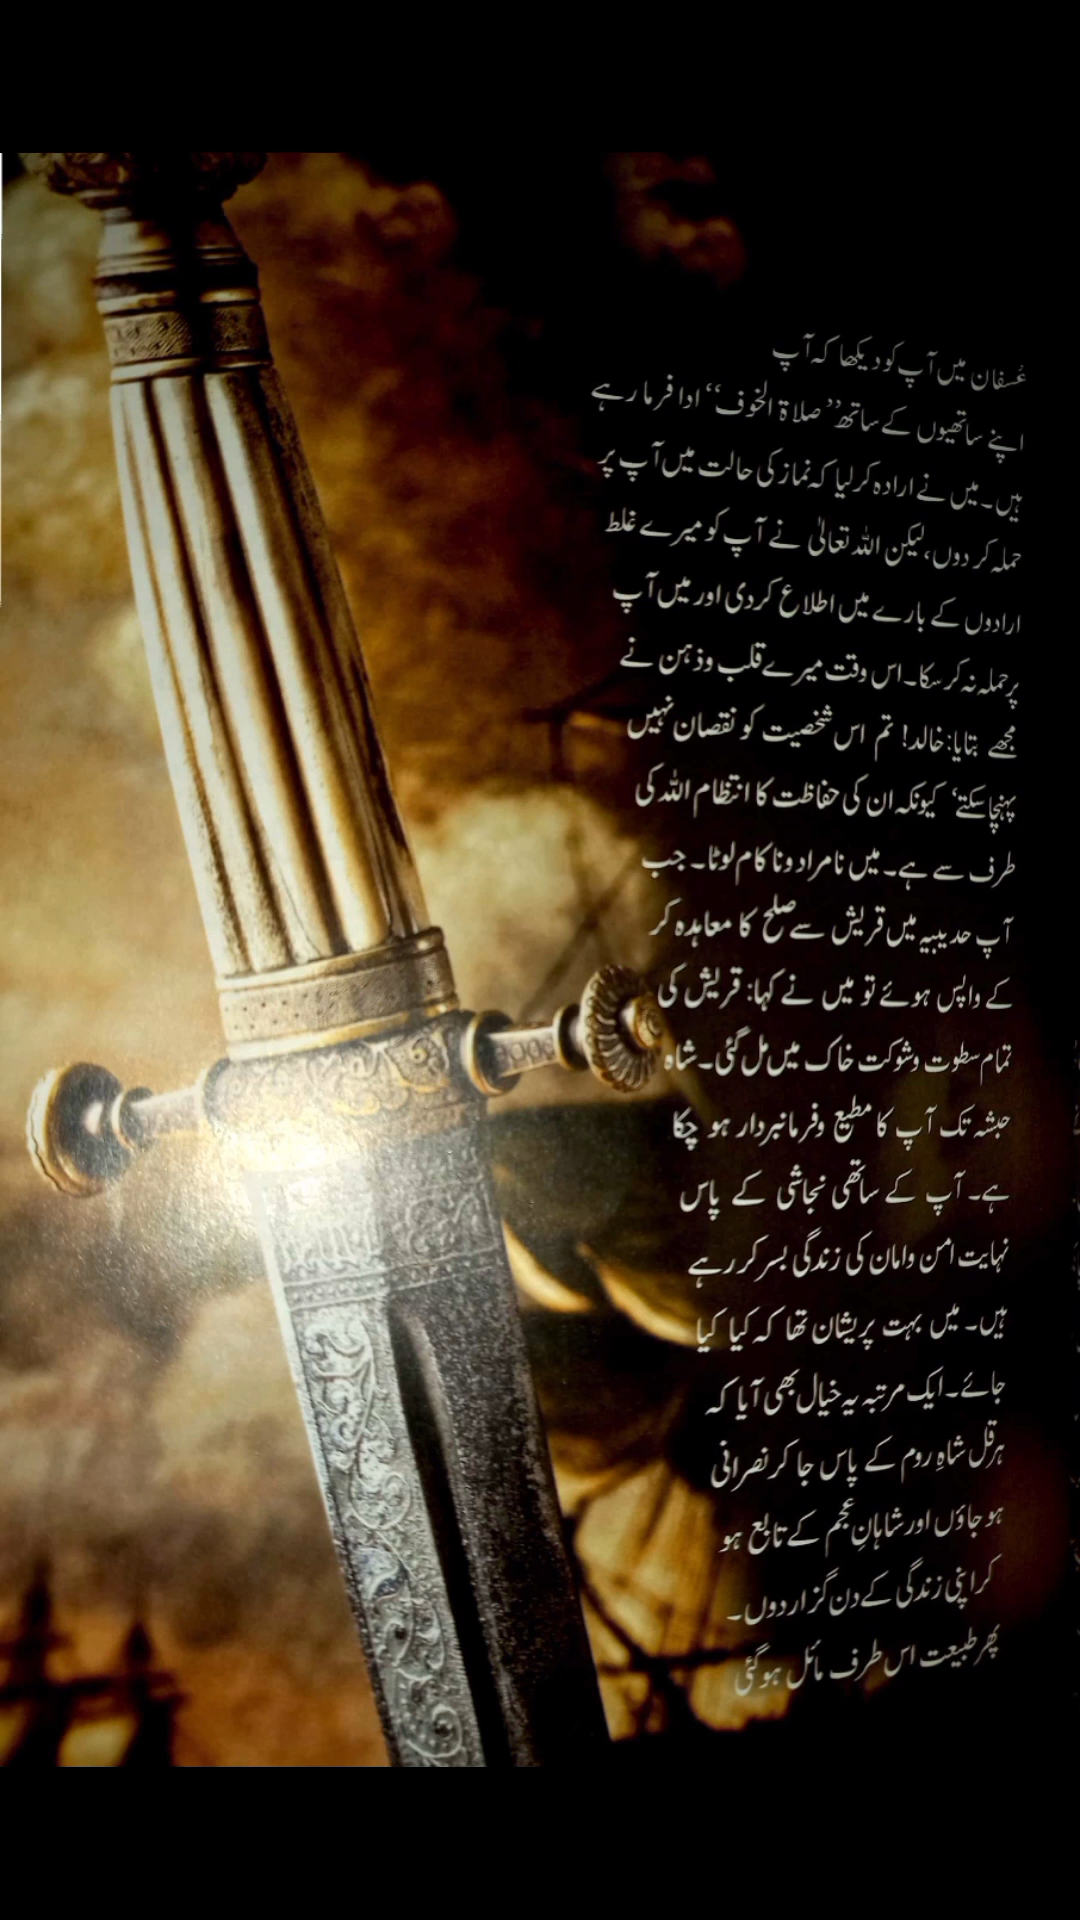 عُسفان میں آپ کو دیکھا کہ آپ
اپنے ساتھیوں کے ساتھ ”صلاۃ الخوف“ ادا فرما رہے
ہیں۔ میں نے ارادہ کر لیا کہ نماز کی حالت میں آپ پر
حملہ کر دوں، لیکن اللہ تعالیٰ نے آپ کو میرے غلط
ارادوں کے بارے میں اطلاع کر دی اور میں آپ
پر حملہ نہ کر سکا۔ اس وقت میرے قلب و ذہن نے
مجھے بتایا: خالد! تم اس شخصیت کو نقصان نہیں
پہنچا سکتے‘ کیونکہ ان کی حفاظت کا انتظام اللہ کی
طرف سے ہے۔ میں نامراد و ناکام لوٹا۔ جب
آپ حدیبیہ میں قریش سے صلح کا معاہدہ کر
کے واپس ہوئے تو میں نے کہا: قریش کی
تمام سطوت و شوکت خاک میں مل گئی۔ شاہ
حبشہ تک آپ کا مطیع و فرمانبردار ہو چکا
ہے۔ آپ کے ساتھی نجاشی کے پاس
نہایت امن و امان کی زندگی بسر کر رہے
ہیں۔ میں بہت پریشان تھا کہ کیا کیا
جائے۔ ایک مرتبہ یہ خیال بھی آیا کہ
ہرقل شاہِ روم کے پاس جا کر نصرانی
ہو جاؤں اور شاہانِ عجم کے تابع ہو
کر اپنی زندگی کے دن گزار دوں۔
پھر طبیعت اس طرف مائل ہو گئی